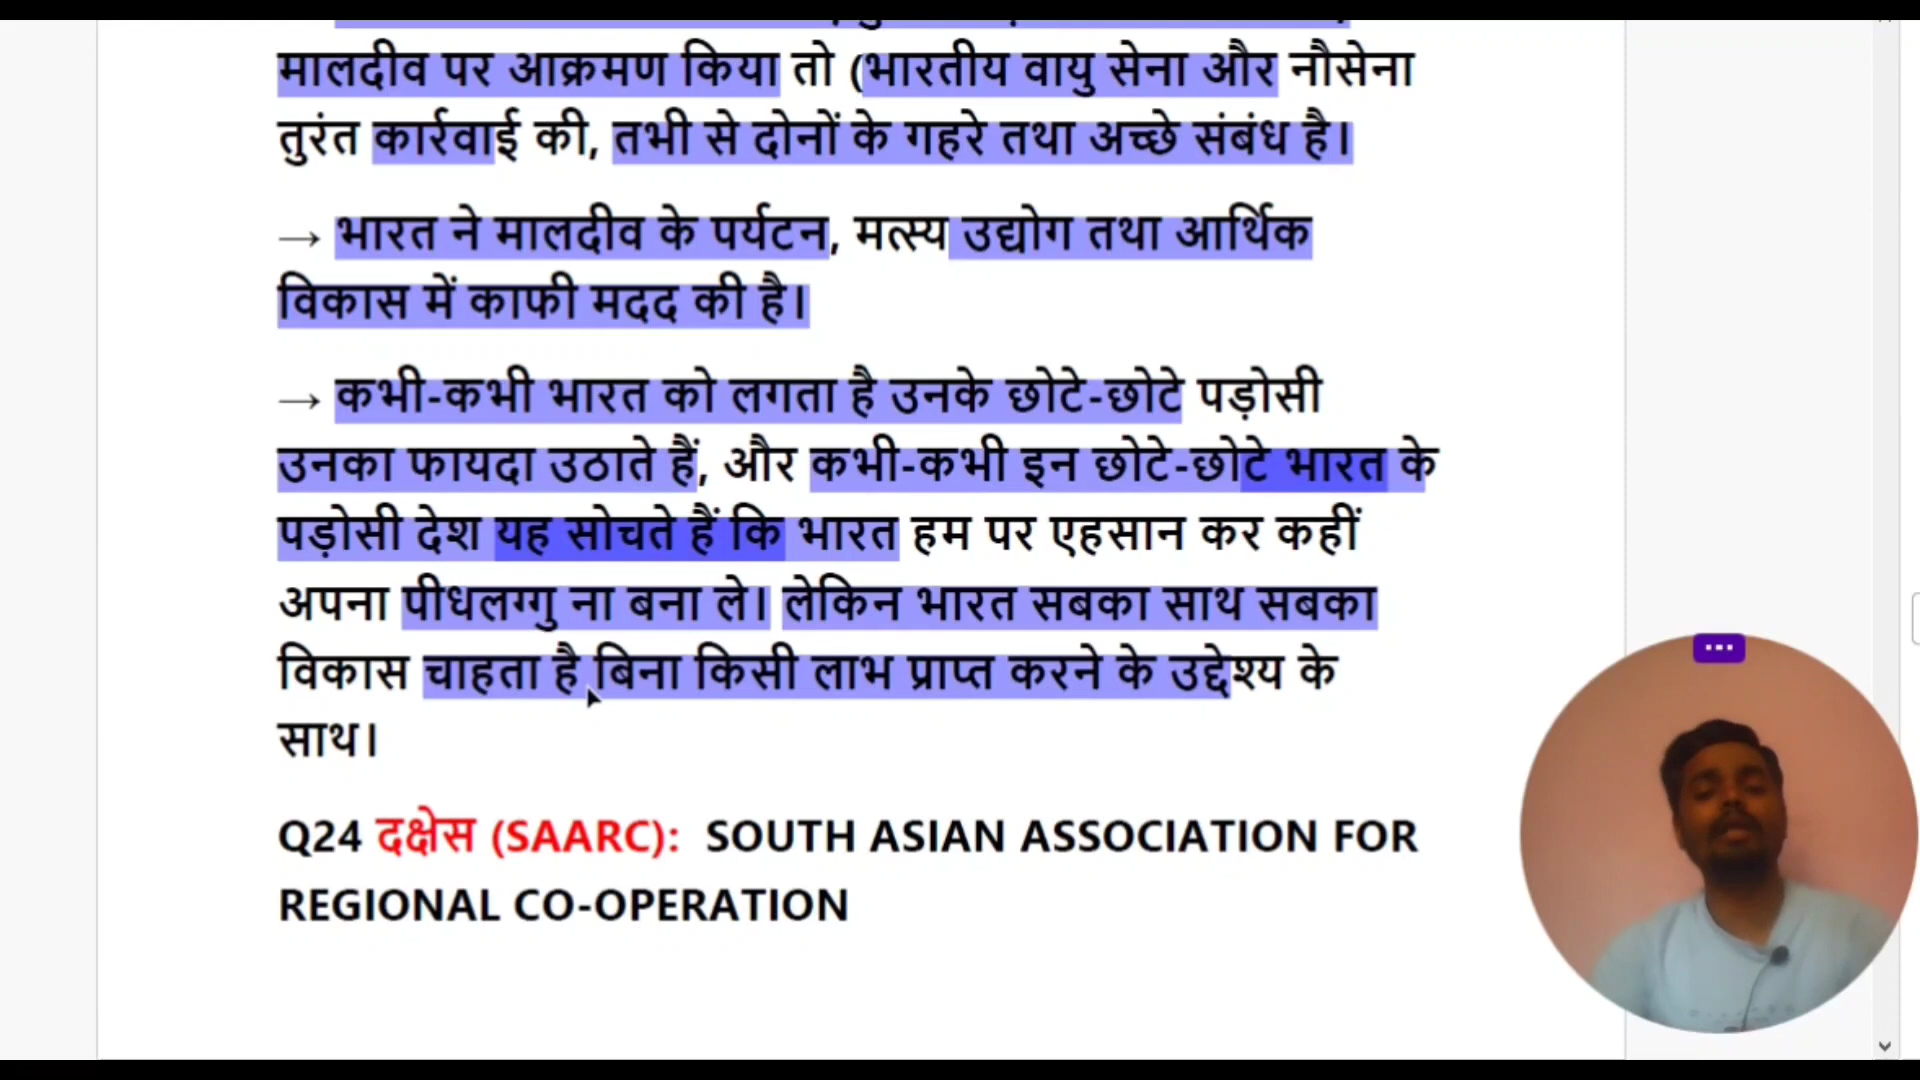 मालदीव पर आक्रमण किया तो (भारतीय वायु सेना और नौसेना
तुरंत कार्रवाई की, तभी से दोनों के गहरे तथा अच्छे संबंध है।
→ भारत ने मालदीव के पर्यटन, मत्स्य उद्योग तथा आर्थिक
विकास में काफी मदद की है।
→ कभी-कभी भारत को लगता है उनके छोटे-छोटे पड़ोसी
उनका फायदा उठाते हैं, और कभी-कभी इन छोटे-छोटे भारत के
पड़ोसी देश यह सोचते हैं कि भारत हम पर एहसान कर कहीं
अपना पीधलग्गु ना बना ले। लेकिन भारत सबका साथ सबका
विकास चाहता है बिना किसी लाभ प्राप्त करने के उद्देश्य के
साथ।
Q24 दक्षेस (SAARC): SOUTH ASIAN ASSOCIATION FOR
REGIONAL CO-OPERATION